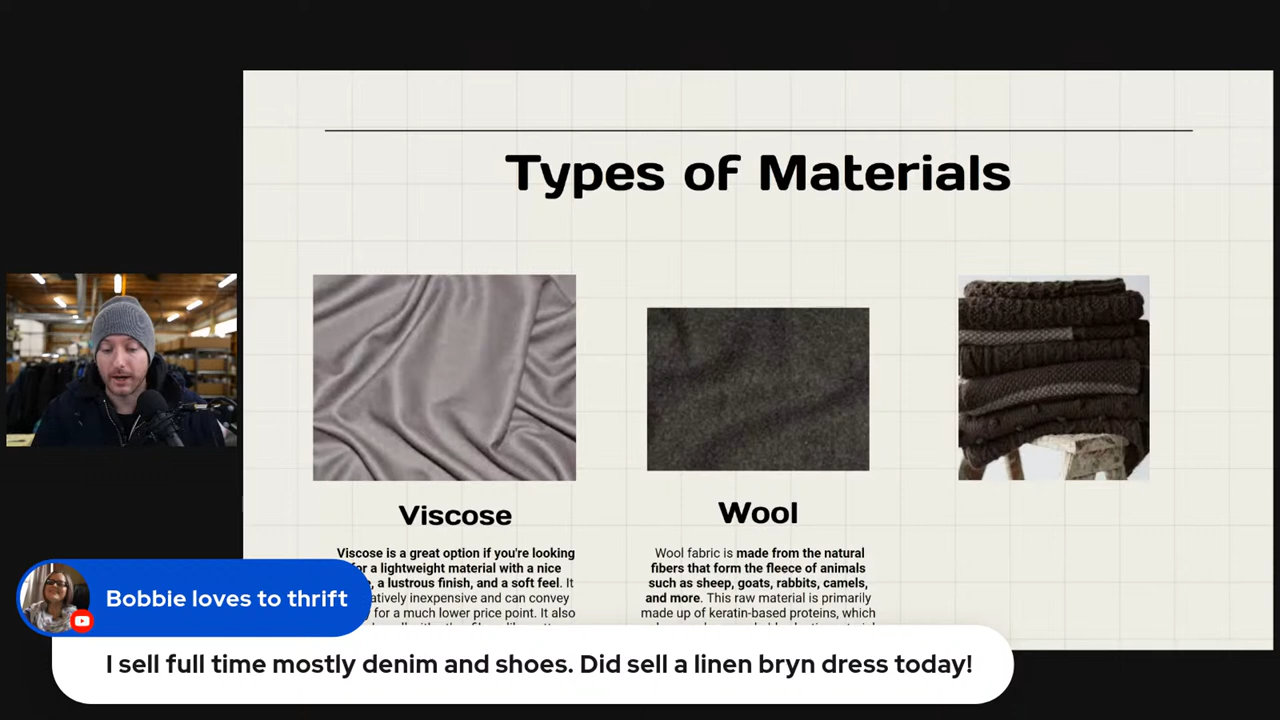 Types of Materials
Viscose
Viscose is a great option if you're looking
for a lightweight material with a nice
, a lustrous finish, and a soft feel. It
inexpensive and can convey
for a much lower price point. It also
Wool
Wool fabric is made from the natural
fibers that form the fleece of animals
such as sheep, goats, rabbits, camels,
and more. This raw material is primarily
made up of keratin-based proteins, which
Bobbie loves to thrift
I sell full time mostly denim and shoes. Did sell a linen bryn dress today!